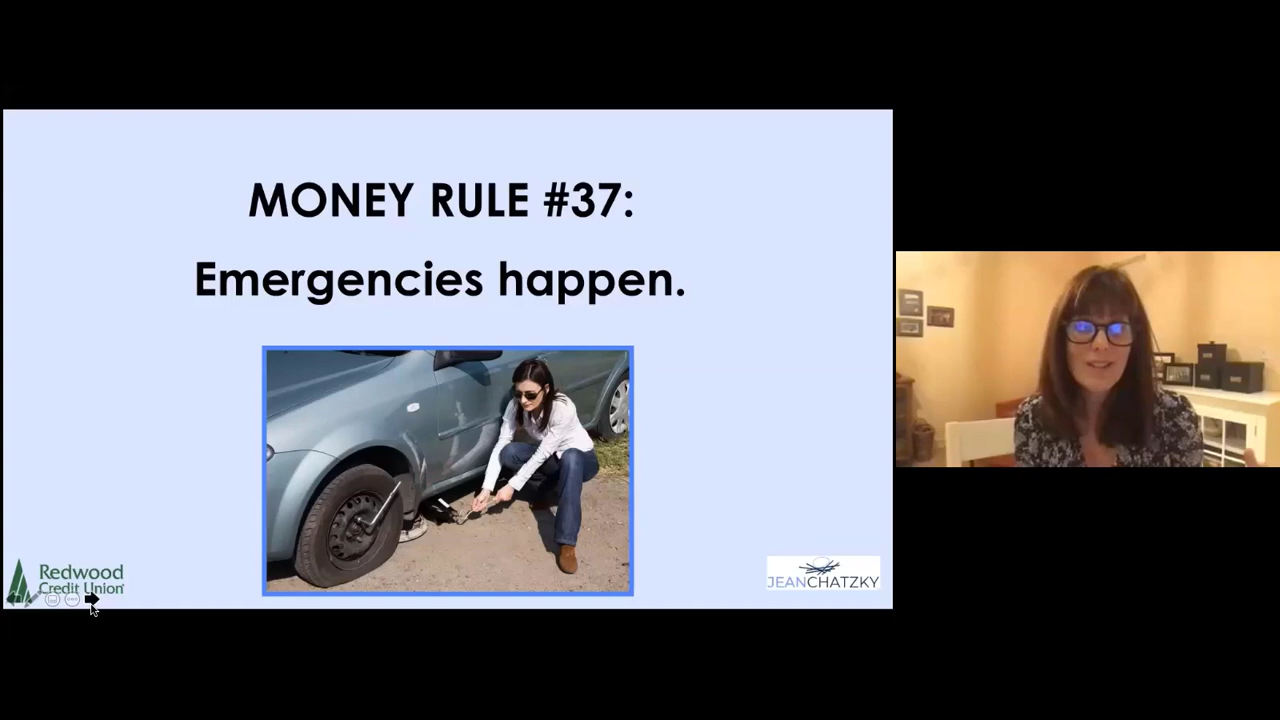 MONEY RULE #37:
Emergencies happen.
Redwood
Credit Union
JEANCHATZKY